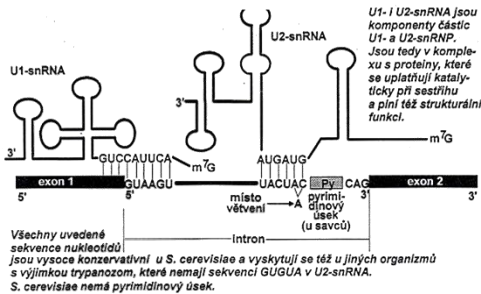 U1- i U2-snRNA jsou
komponenty částic
U1- a U2-snRNP.
Jsou tedy v komple-
xu s proteiny, které
se uplatňují kataly-
ticky při sestřihu
a plní též strukturální
funkci.
U2-snRNA
U1-snRNA
3'
3'
m7G
GUCCAUUCA
m7G
AUGAUG
exon 1
GUAAGU
UACUAC
Py
CAG
exon 2
5'
5'
místo
větvení
A
pyrimi-
dinový
úsek
(u savců)
3'
3'
Intron
Všechny uvedené
sekvence nukleotidů
jsou vysoce konzervativní u S. cerevisiae a vyskytují se též u jiných organizmů
s výjimkou trypanozom, které nemají sekvenci GUGUA v U2-snRNA.
S. cerevisiae nemá pyrimidinový úsek.